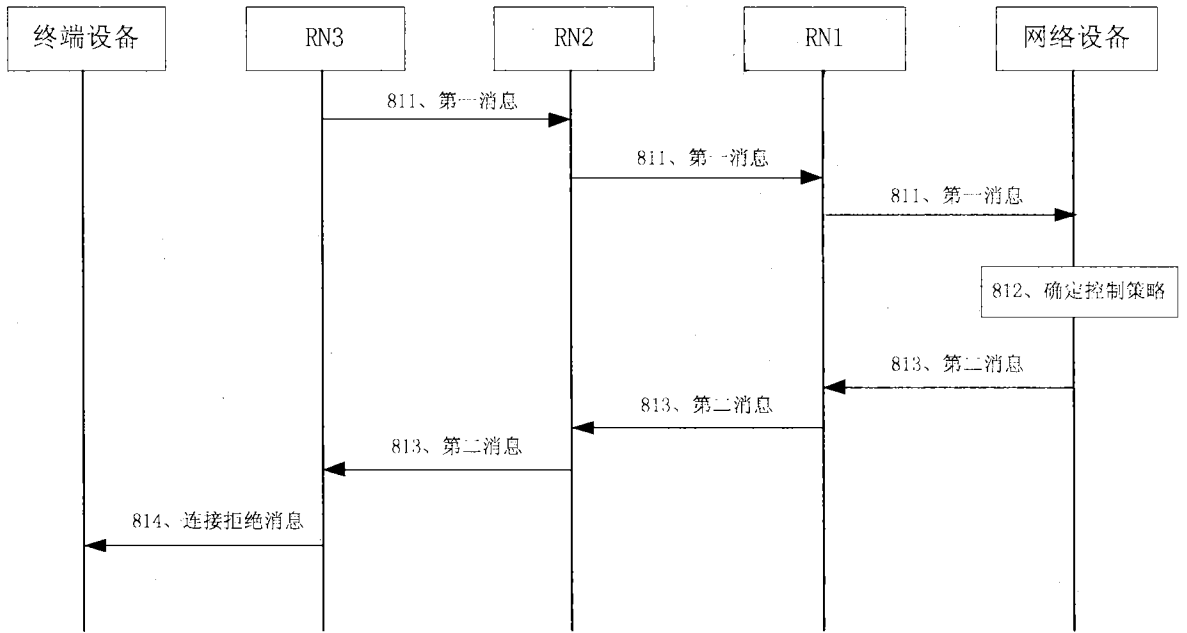 终端设备
RN3
RN2
RN1
网络设备
811、第一消息
811、第一消息
811、第一消息
812、确定控制策略
813、第二消息
813、第二消息
813、第二消息
814、连接拒绝消息